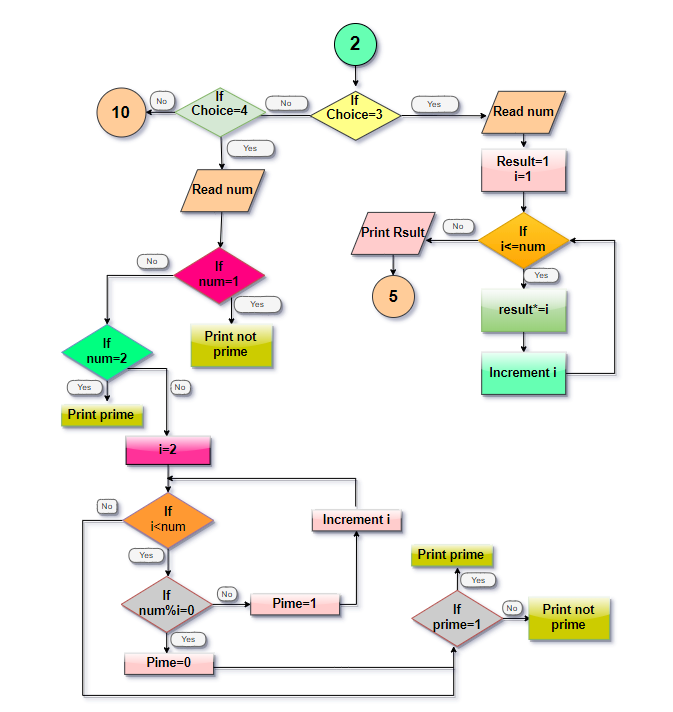 2
If
Choice=3
Yes
No
If
Choice=4
No
10
Yes
Read num
Result=1
i=1
If
i<=num
No
Print Rsult
5
Yes
result*=i
Increment i
Read num
If
num=1
No
Yes
Print not
prime
If
num=2
Yes
No
Print prime
i=2
If
i<num
No
Yes
If
num%i=0
No
Pime=1
Increment i
Yes
Pime=0
If
prime=1
Yes
Print prime
No
Print not
prime